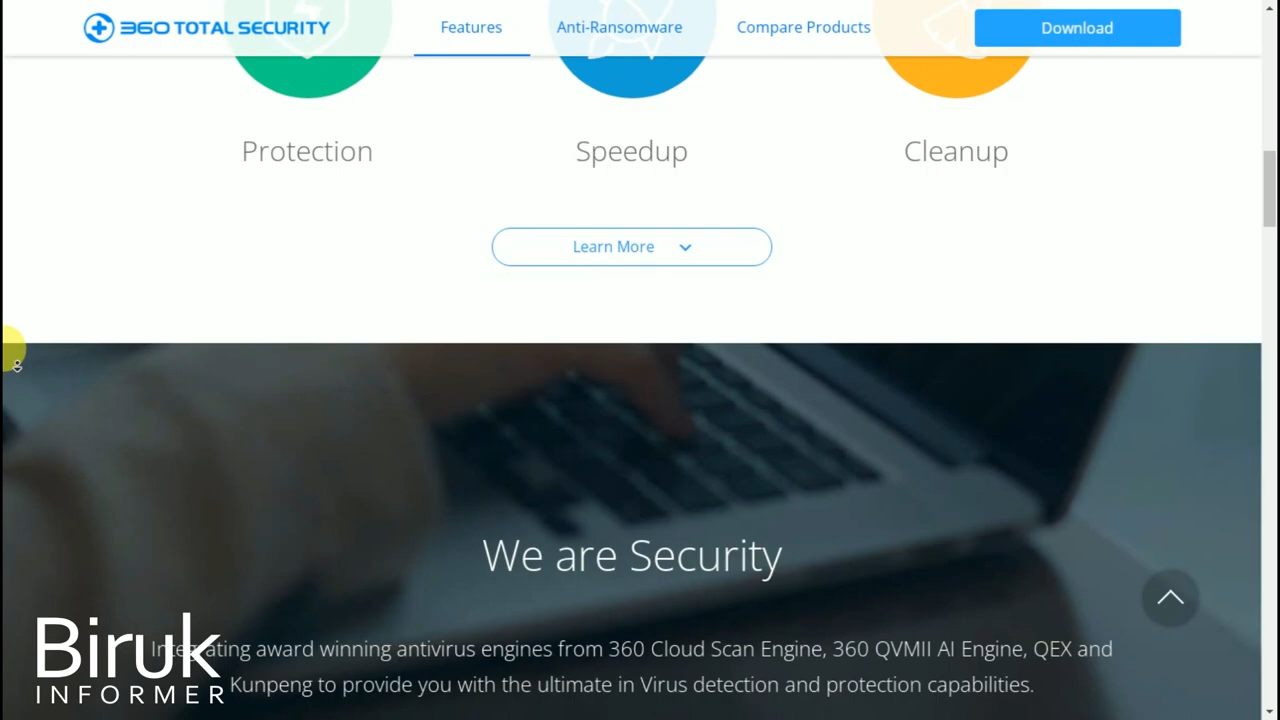 360 TOTAL SECURITY
Features
Anti-Ransomware
Compare Products
Download
Protection
Speedup
Cleanup
Learn More
We are Security
Integrating award winning antivirus engines from 360 Cloud Scan Engine, 360 QVMII AI Engine, QEX and
Kunpeng to provide you with the ultimate in Virus detection and protection capabilities.
Biruk
INFORMER